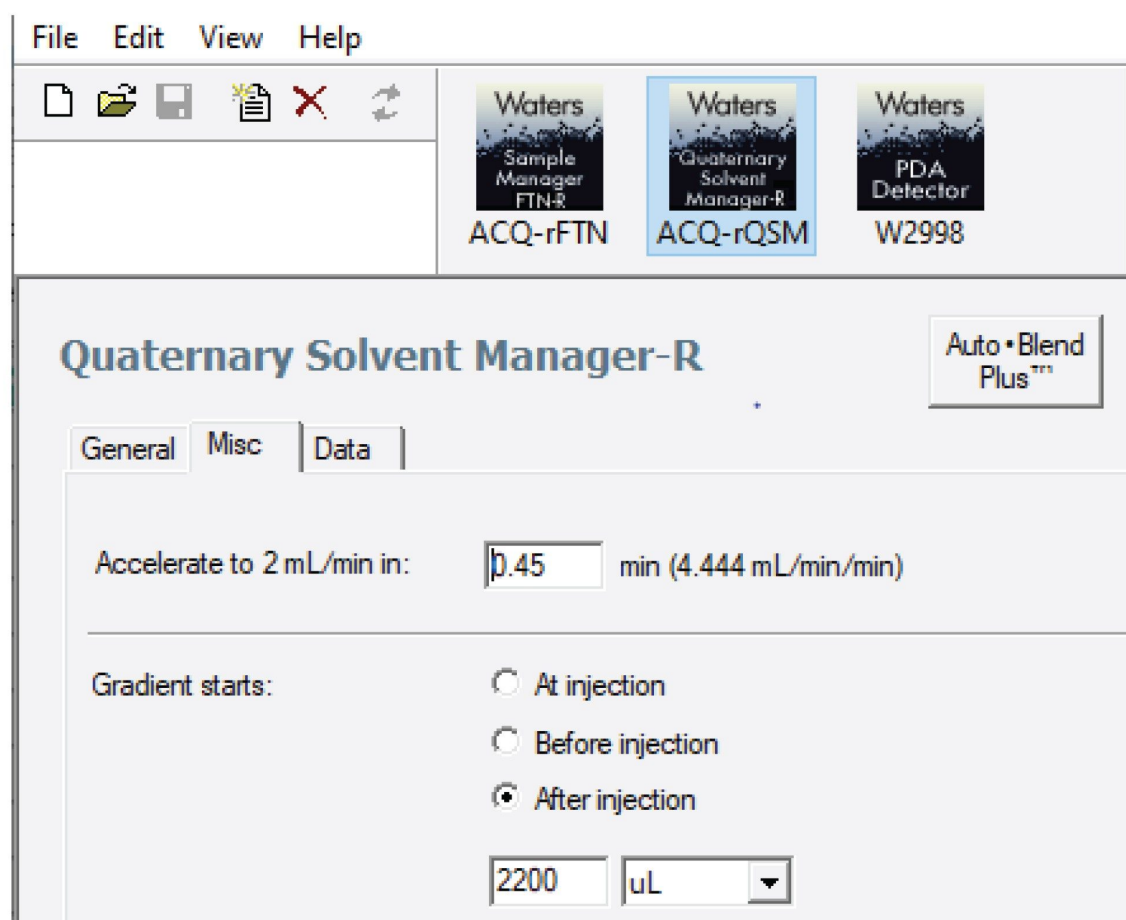 File Edit View Help
Waters Sample Manager FTN-R
ACQ-rFTN
Waters Quaternary Solvent Manager-R
ACQ-rQSM
Waters PDA Detector
W2998
Quaternary Solvent Manager-R
Auto•Blend
Plus™
General Misc Data
Accelerate to 2 mL/min in: 0.45 min (4.444 mL/min/min)
Gradient starts: At injection
Before injection
After injection
2200 uL